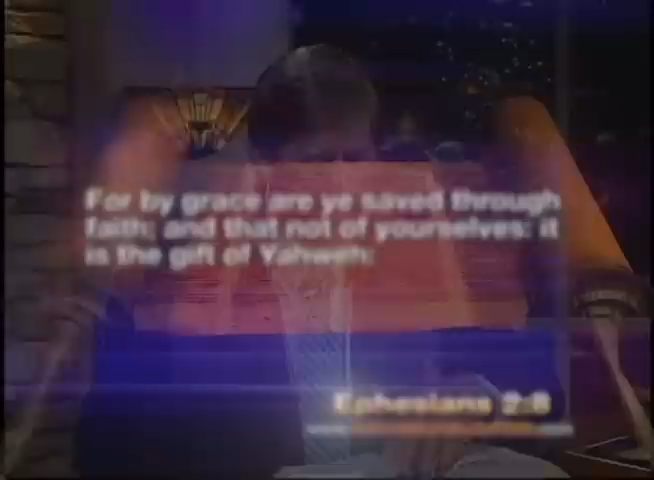 For by grace are ye saved through
faith; and that not of yourselves: it
is the gift of Yahweh:
Ephesians 2:8